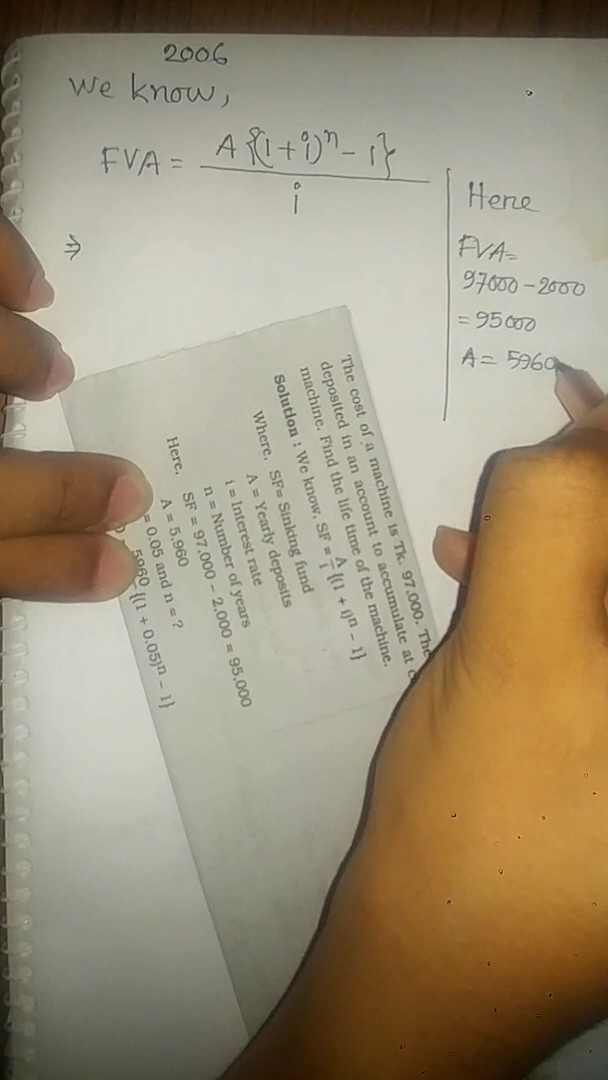 2006
We know,
FVA = A{(1+i)ⁿ - 1}
i
⇒
Here
FVA=
97000 - 2000
= 95000
A = 5960
The cost of a machine is Tk. 97,000. The
deposited in an account to accumulate at
machine. Find the life time of the machine.
Solution : We know, SF = A/i {(1 + i)ⁿ - 1}
Where, SF= Sinking fund
A = Yearly deposits
i = Interest rate
n = Number of years
Here, SF = 97,000 - 2,000 = 95,000
A = 5,960
= 0.05 and n = ?
5960 {(1 + 0.05)ⁿ - 1}